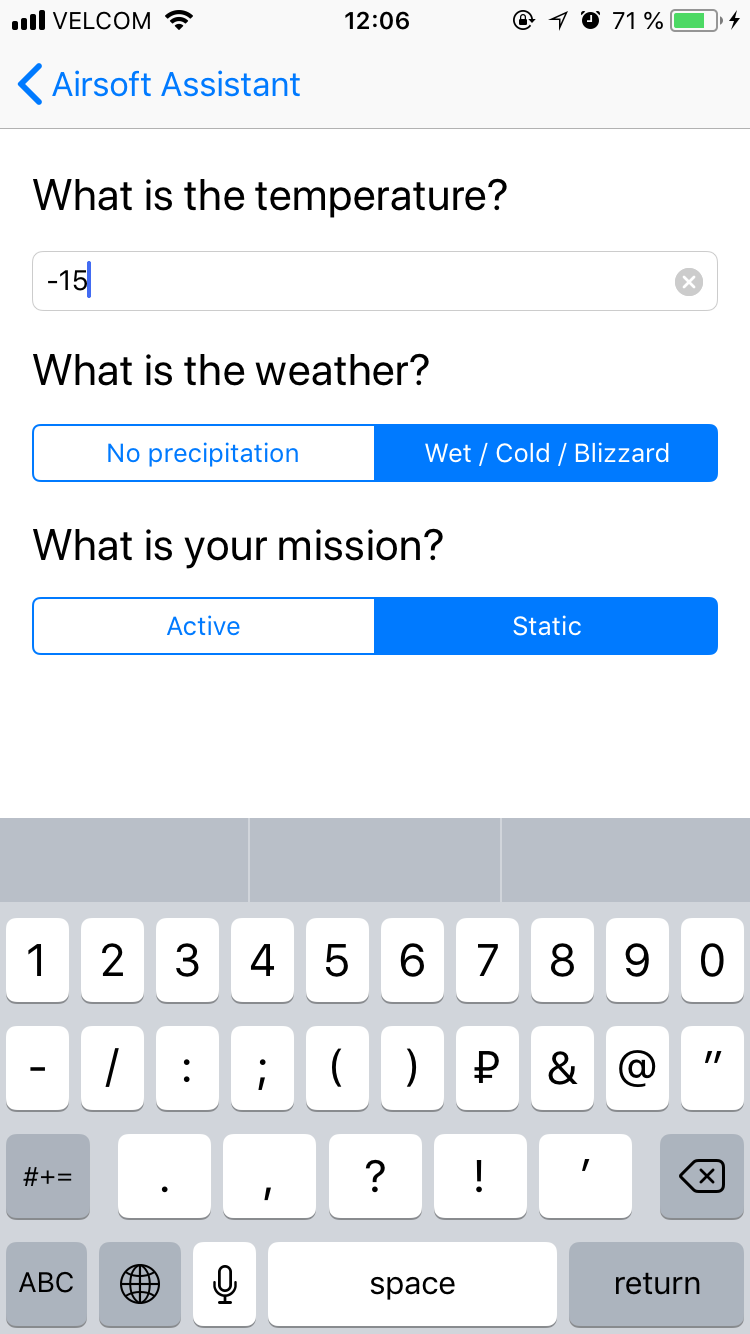 VELCOM 12:06 71 %
Airsoft Assistant
What is the temperature?
-15
What is the weather?
No precipitation Wet / Cold / Blizzard
What is your mission?
Active Static
1 2 3 4 5 6 7 8 9 0
- / : ; ( ) ₽ & @ "
#+= . , ? ! '
ABC space return